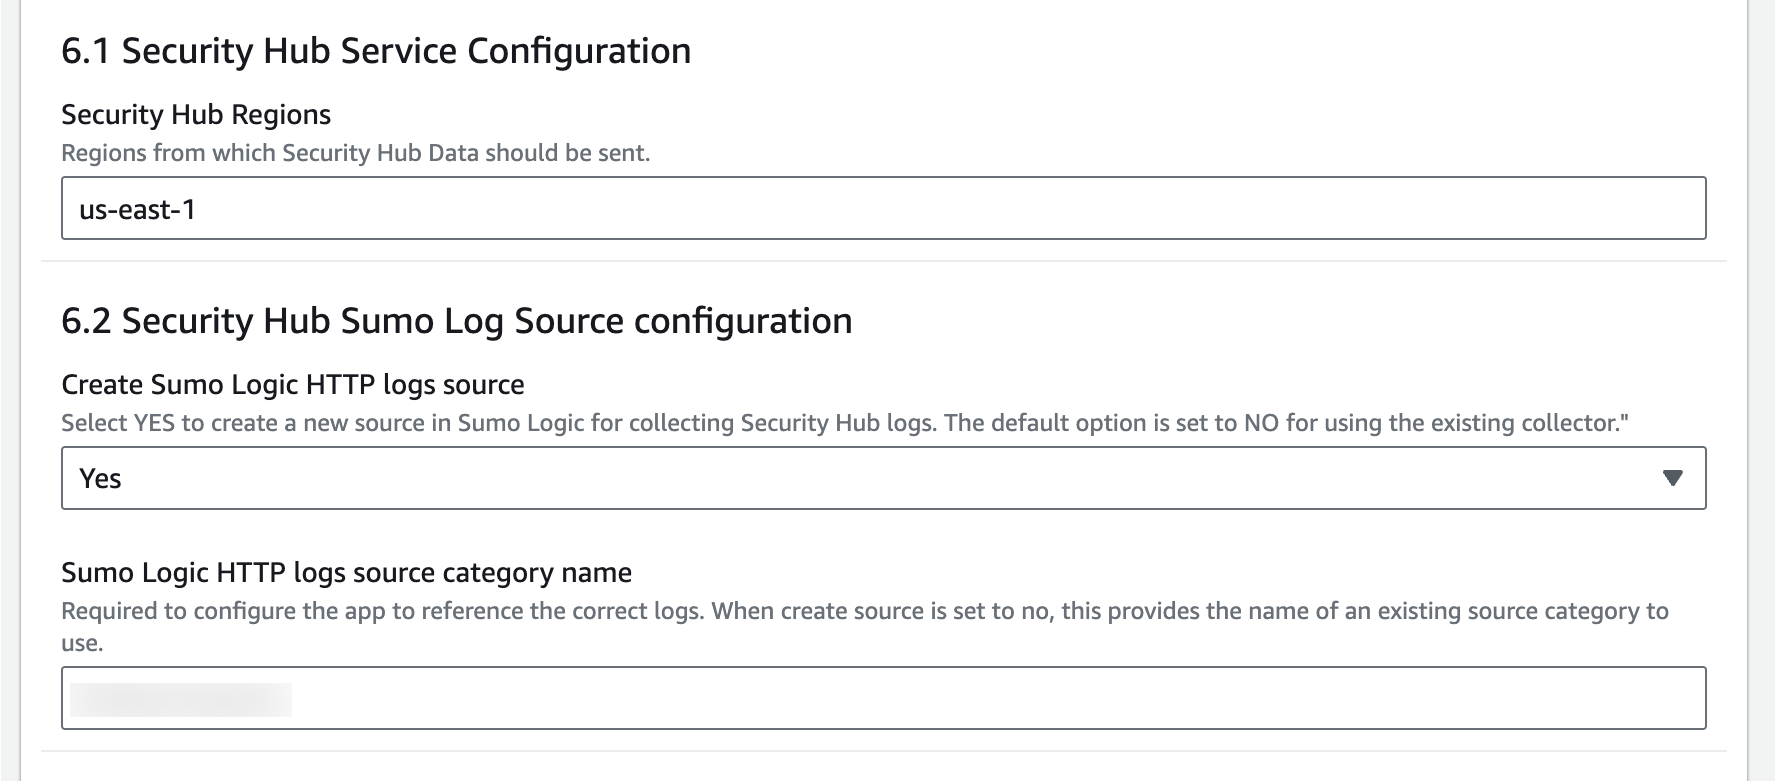 6.1 Security Hub Service Configuration
Security Hub Regions
Regions from which Security Hub Data should be sent.
us-east-1
6.2 Security Hub Sumo Log Source configuration
Create Sumo Logic HTTP logs source
Select YES to create a new source in Sumo Logic for collecting Security Hub logs. The default option is set to NO for using the existing collector."
Yes
Sumo Logic HTTP logs source category name
Required to configure the app to reference the correct logs. When create source is set to no, this provides the name of an existing source category to
use.